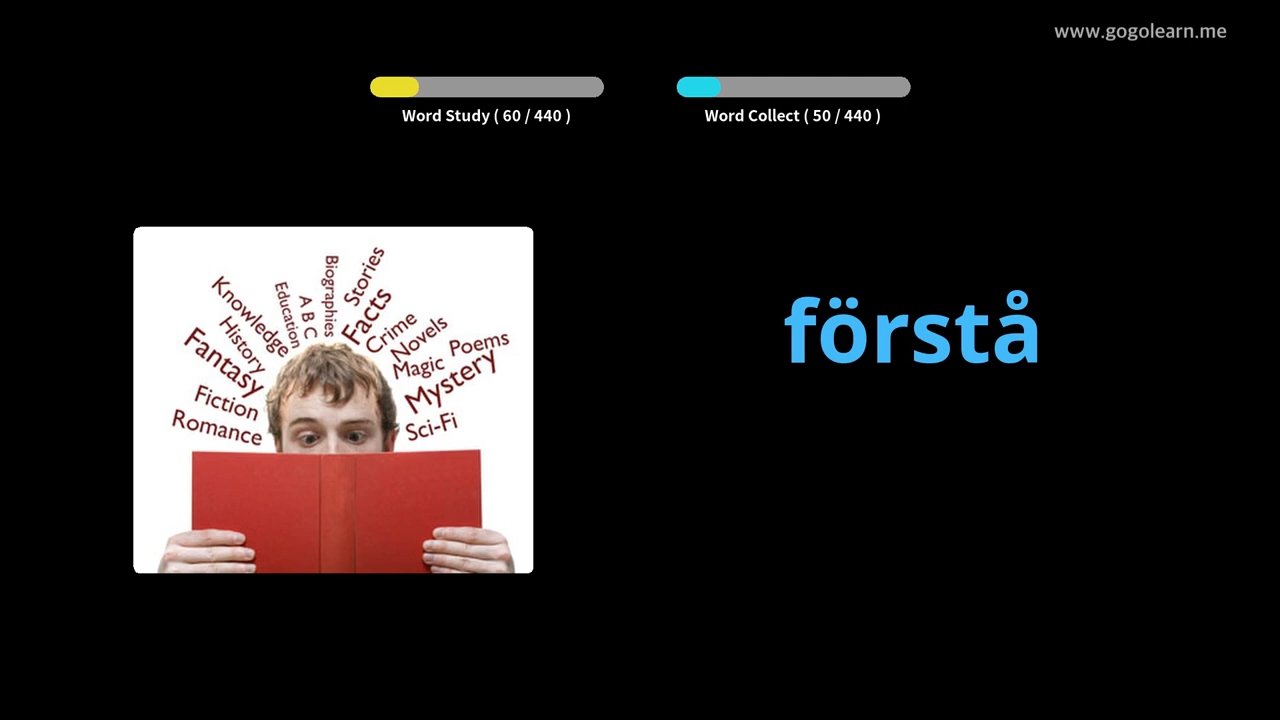 www.gogolearn.me
Word Study ( 60 / 440 )
Word Collect ( 50 / 440 )
Biographies
Stories
Education
A B C
Facts
Knowledge
Crime
History
Novels
Poems
Fantasy
Magic
Mystery
Fiction
Romance
Sci-Fi
förstå